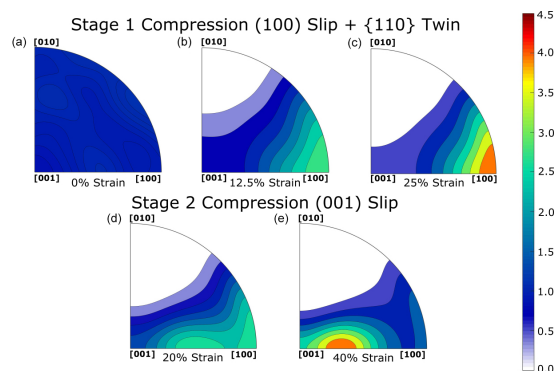 Stage 1 Compression (100) Slip + {110} Twin
(a) [010] (b) [010] (c) [010]
[001] 0% Strain [100] [001] 12.5% Strain [100] [001] 25% Strain [100]
Stage 2 Compression (001) Slip
(d) [010] (e) [010]
[001] 20% Strain [100] [001] 40% Strain [100]
4.5
4.0
3.5
3.0
2.5
2.0
1.5
1.0
0.5
0.0